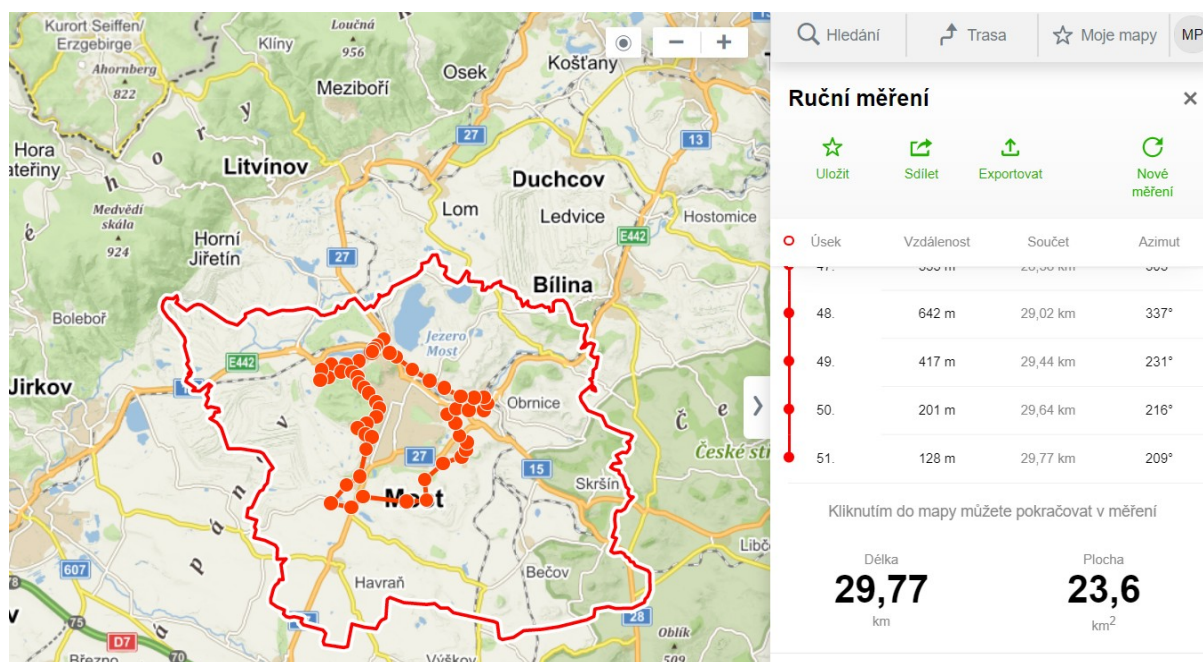 Kurort Seiffen/
Erzgebirge
Ahornberg
822
Hora
Medvědí
skála
924
Boleboř
Jirkov
Klíny
Loučná
956
Meziboří
Litvínov
Horní
Jiřetín
Osek
Košťany
27
13
Duchcov
Lom
Ledvice
Hostomice
E442
27
Bílina
Jezero
Most
E442
Obrnice
27
15
Most
Skršín
Havraň
Bečov
607
75
D7
70
Březno
Výškov
28
Oblík
509
Hledání
Trasa
Moje mapy
MP
Ruční měření
×
Uložit
Sdílet
Exportovat
Nové
měření
Úsek Vzdálenost Součet Azimut
48. 642 m 29,02 km 337°
49. 417 m 29,44 km 231°
50. 201 m 29,64 km 216°
51. 128 m 29,77 km 209°
Kliknutím do mapy můžete pokračovat v měření
Délka
29,77
km
Plocha
23,6
km²